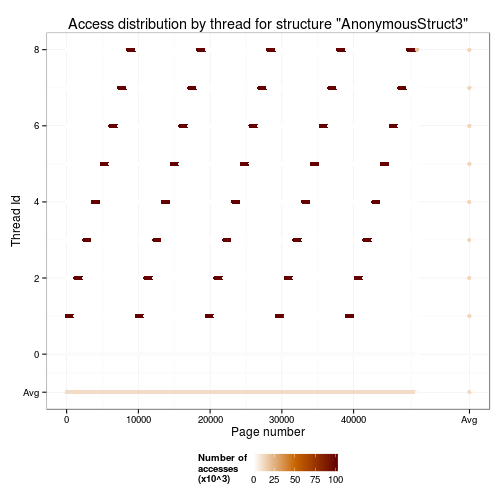 Access distribution by thread for structure "AnonymousStruct3"
8
6
4
2
0
Avg
Thread Id
0 10000 20000 30000 40000 Avg
Page number
Number of
accesses
(x10^3)
0 25 50 75 100